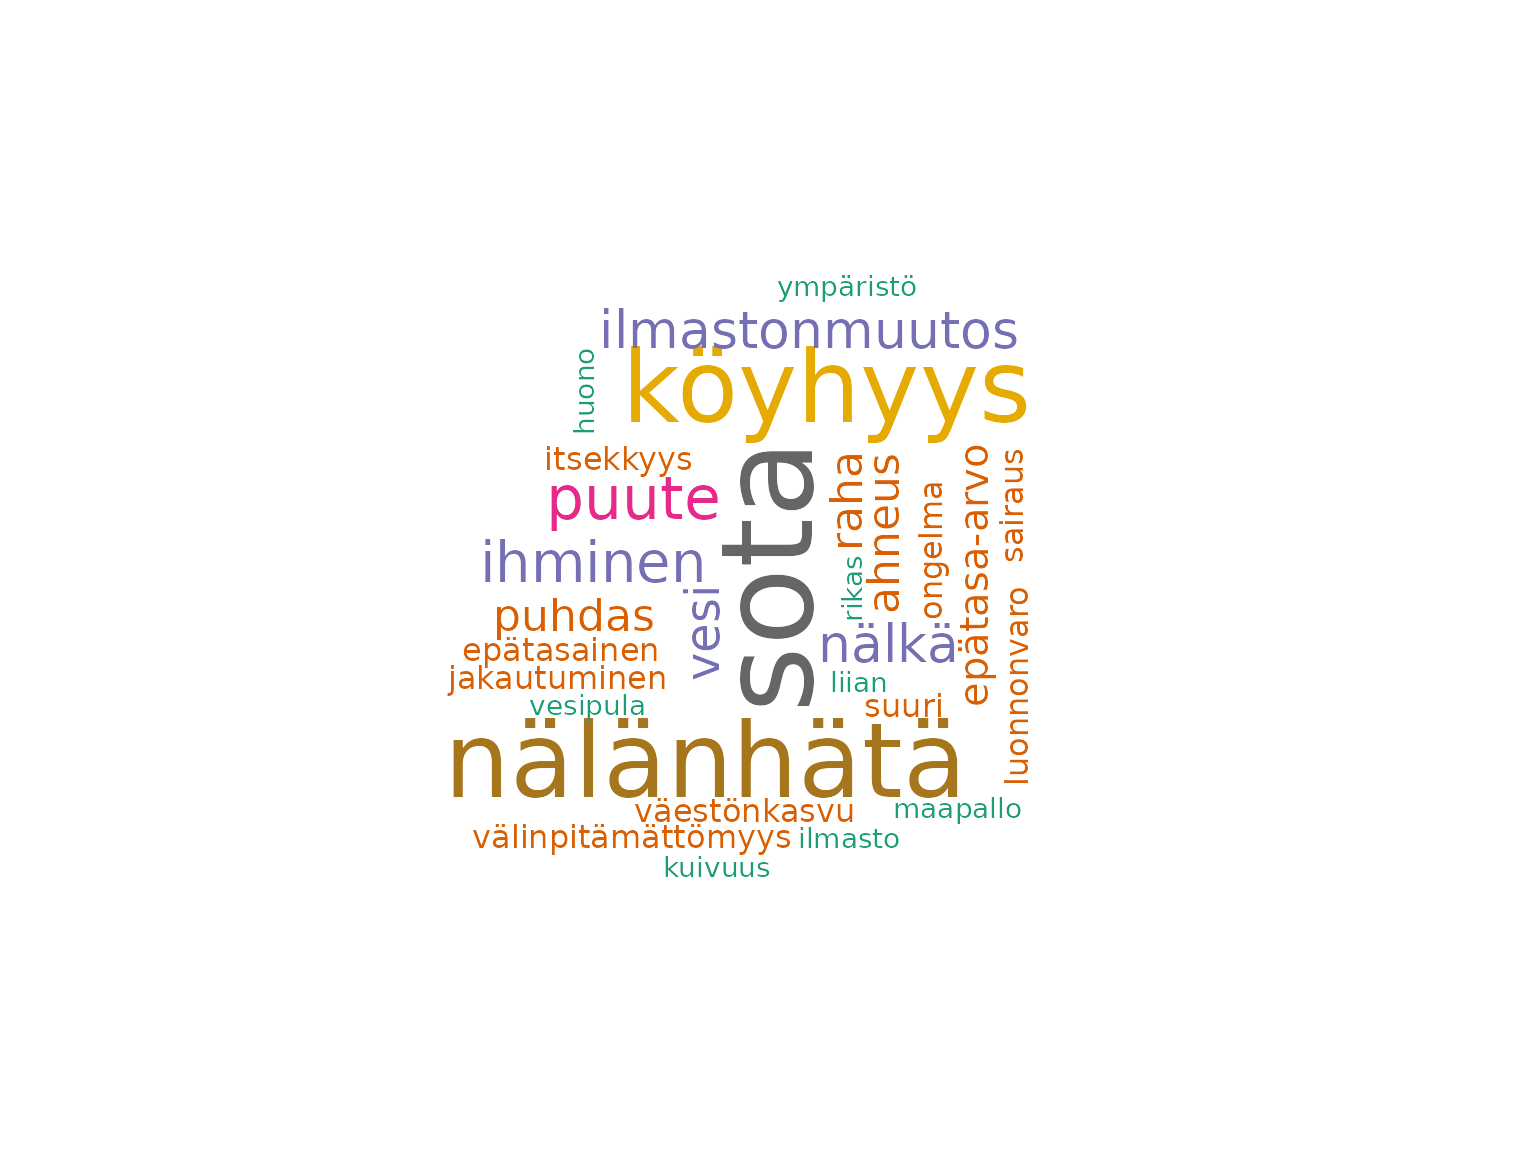 ympäristö
ilmastonmuutos
huono
köyhyys
itsekkyys
puute
sota
raha
ahneus
ongelma
epätasa-arvo
sairaus
ihminen
rikas
puhdas
vesi
nälkä
luonnonvaro
epätasainen
jakautuminen
liian
vesipula
suuri
nälänhätä
väestönkasvu
maapallo
välinpitämättömyys
ilmasto
kuivuus